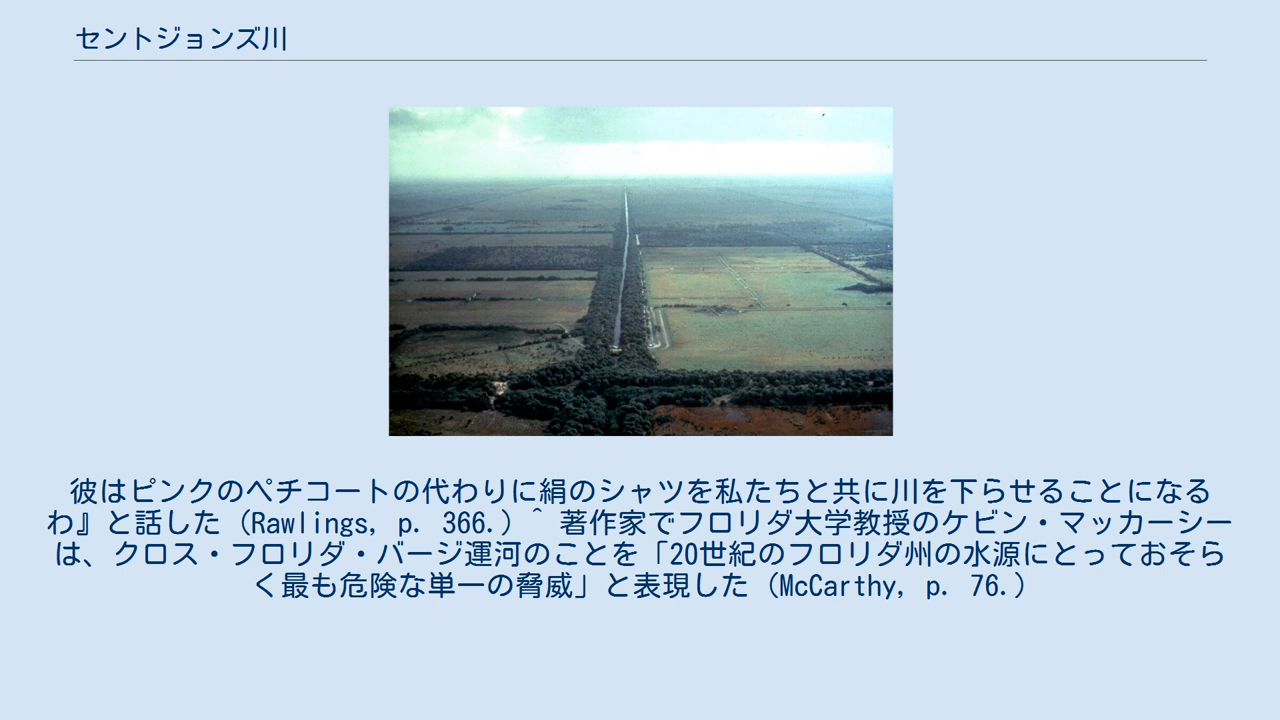 セントジョンズ川
彼はピンクのペチコートの代わりに絹のシャツを私たちと共に川を下らせることになる
わ』と話した (Rawlings, p. 366.)^ 著作家でフロリダ大学教授のケビン・マッカーシー
は、クロス・フロリダ・バージ運河のことを「20世紀のフロリダ州の水源にとっておそら
く最も危険な単一の脅威」と表現した (McCarthy, p. 76.)